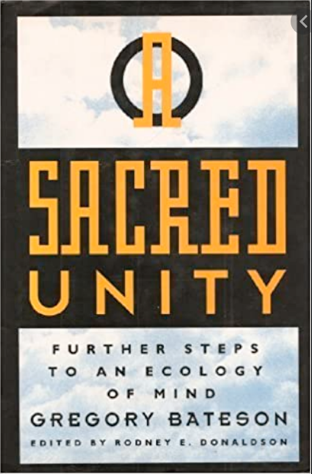 A
SACRED
UNITY
FURTHER STEPS
TO AN ECOLOGY
OF MIND
GREGORY BATESON
EDITED BY RODNEY E. DONALDSON